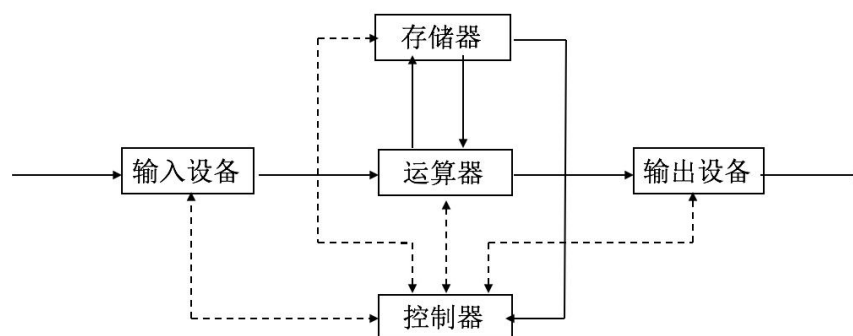 存储器
输入设备
运算器
输出设备
控制器